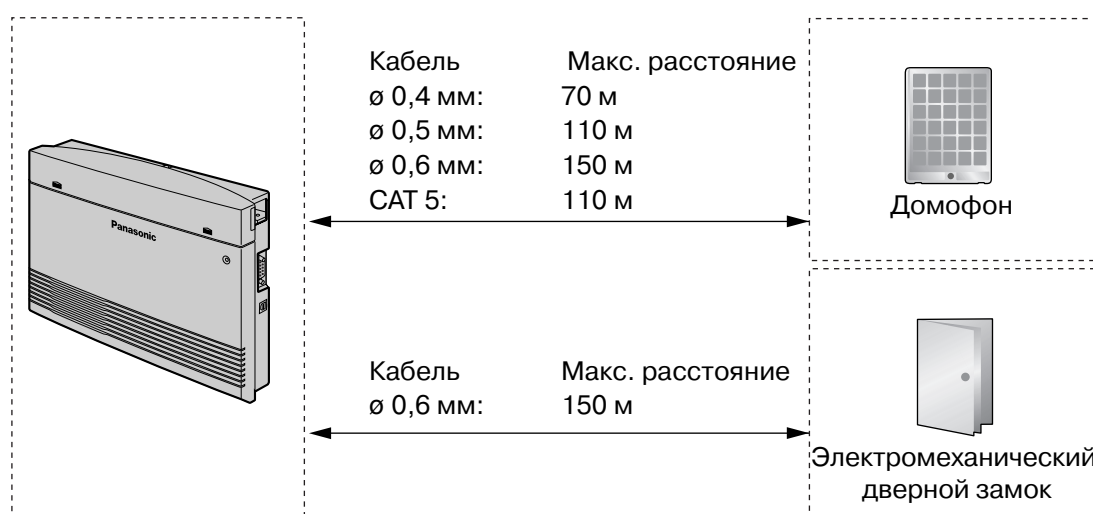 Кабель Макс. расстояние
ø 0,4 мм: 70 м
ø 0,5 мм: 110 м
ø 0,6 мм: 150 м
CAT 5: 110 м
Panasonic
Домофон
Кабель Макс. расстояние
ø 0,6 мм: 150 м
Электромеханический
дверной замок